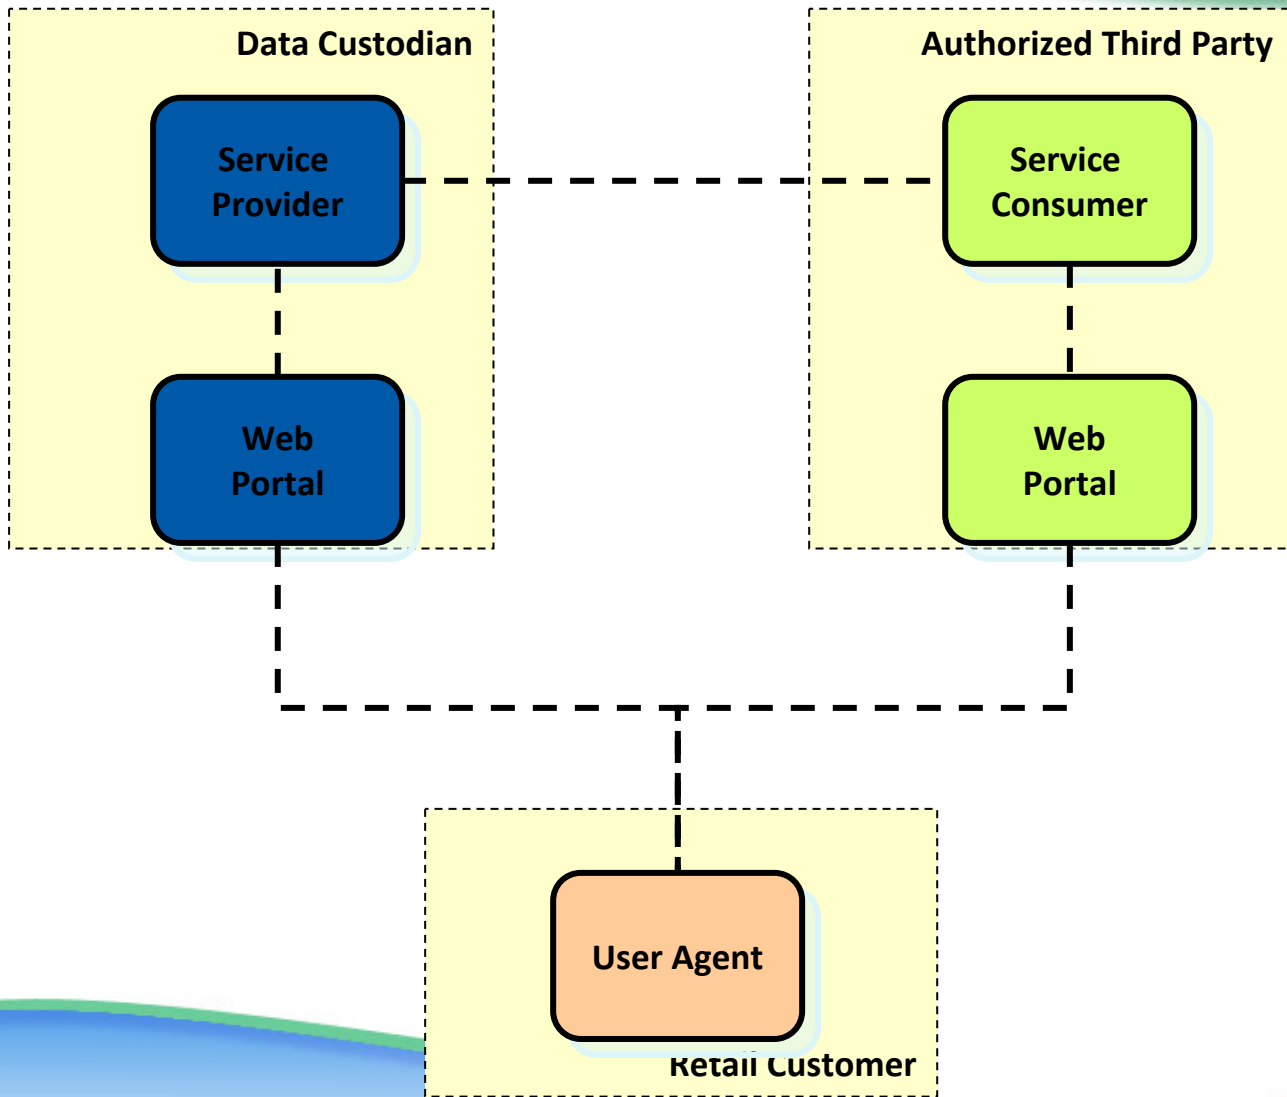 Data Custodian
Authorized Third Party
Service
Provider
Service
Consumer
Web
Portal
Web
Portal
User Agent
Retail Customer